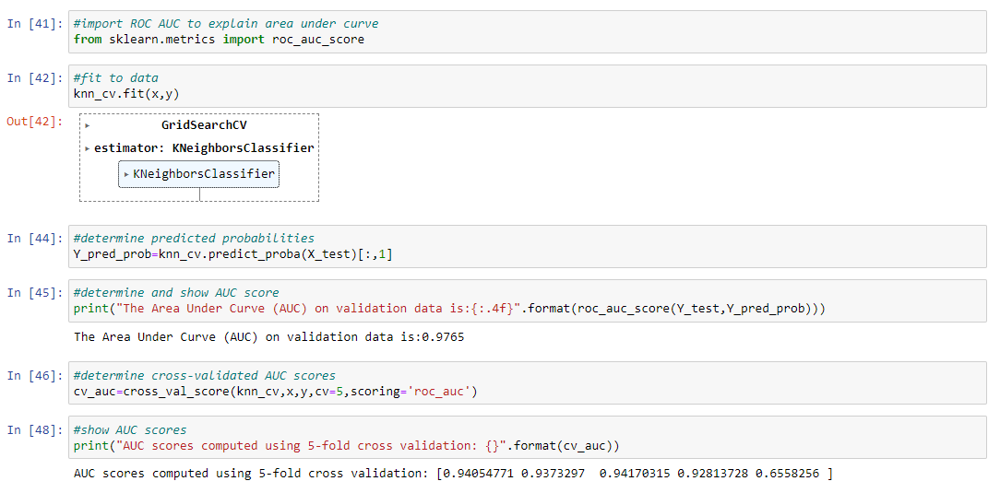 In [41]: #import ROC AUC to explain area under curve
from sklearn.metrics import roc_auc_score
In [42]: #fit to data
knn_cv.fit(x,y)
Out[42]:
GridSearchCV
estimator: KNeighborsClassifier
KNeighborsClassifier
In [44]: #determine predicted probabilities
Y_pred_prob=knn_cv.predict_proba(X_test)[:,1]
In [45]: #determine and show AUC score
print("The Area Under Curve (AUC) on validation data is:{:.4f}".format(roc_auc_score(Y_test,Y_pred_prob)))
The Area Under Curve (AUC) on validation data is:0.9765
In [46]: #determine cross-validated AUC scores
cv_auc=cross_val_score(knn_cv,x,y,cv=5,scoring='roc_auc')
In [48]: #show AUC scores
print("AUC scores computed using 5-fold cross validation: {}".format(cv_auc))
AUC scores computed using 5-fold cross validation: [0.94054771 0.9373297  0.94170315 0.92813728 0.6558256 ]